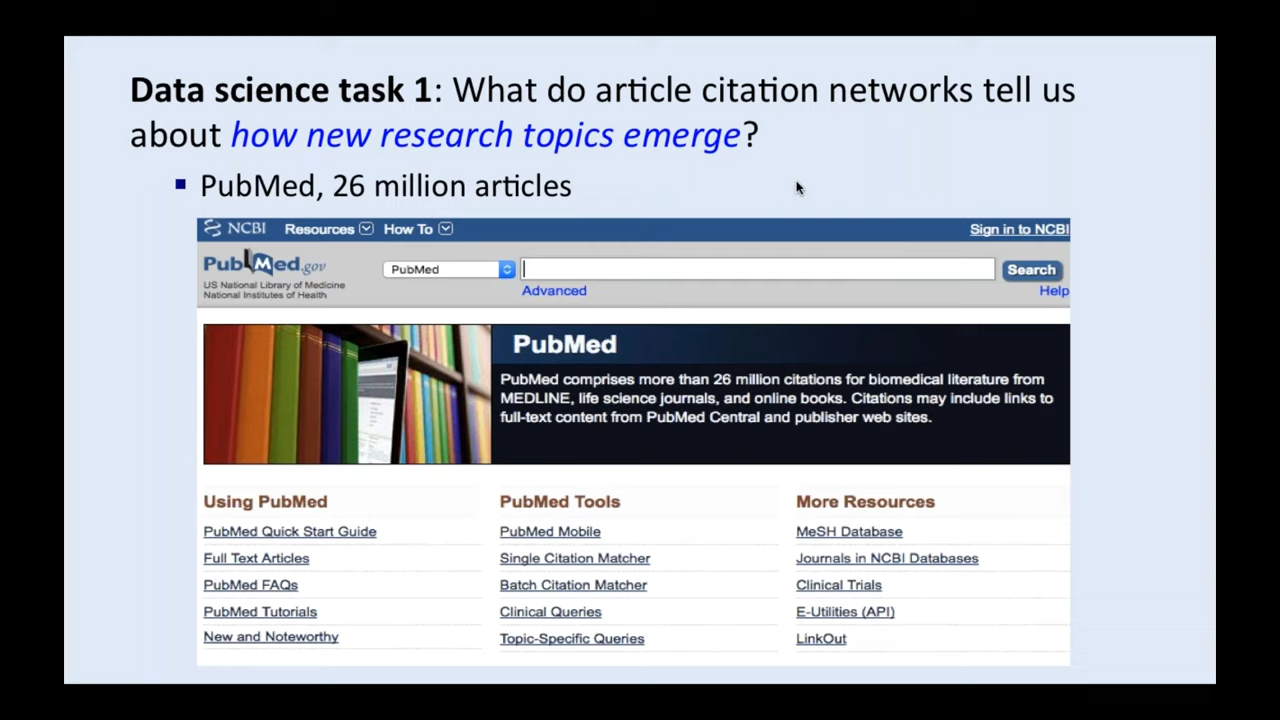 Data science task 1: What do article citation networks tell us
about how new research topics emerge?
PubMed, 26 million articles
NCBI Resources How To Sign in to NCBI
PubMed.gov
US National Library of Medicine
National Institutes of Health
PubMed Search
Advanced Help
PubMed
PubMed comprises more than 26 million citations for biomedical literature from
MEDLINE, life science journals, and online books. Citations may include links to
full-text content from PubMed Central and publisher web sites.
Using PubMed
PubMed Quick Start Guide
Full Text Articles
PubMed FAQs
PubMed Tutorials
New and Noteworthy
PubMed Tools
PubMed Mobile
Single Citation Matcher
Batch Citation Matcher
Clinical Queries
Topic-Specific Queries
More Resources
MeSH Database
Journals in NCBI Databases
Clinical Trials
E-Utilities (API)
LinkOut